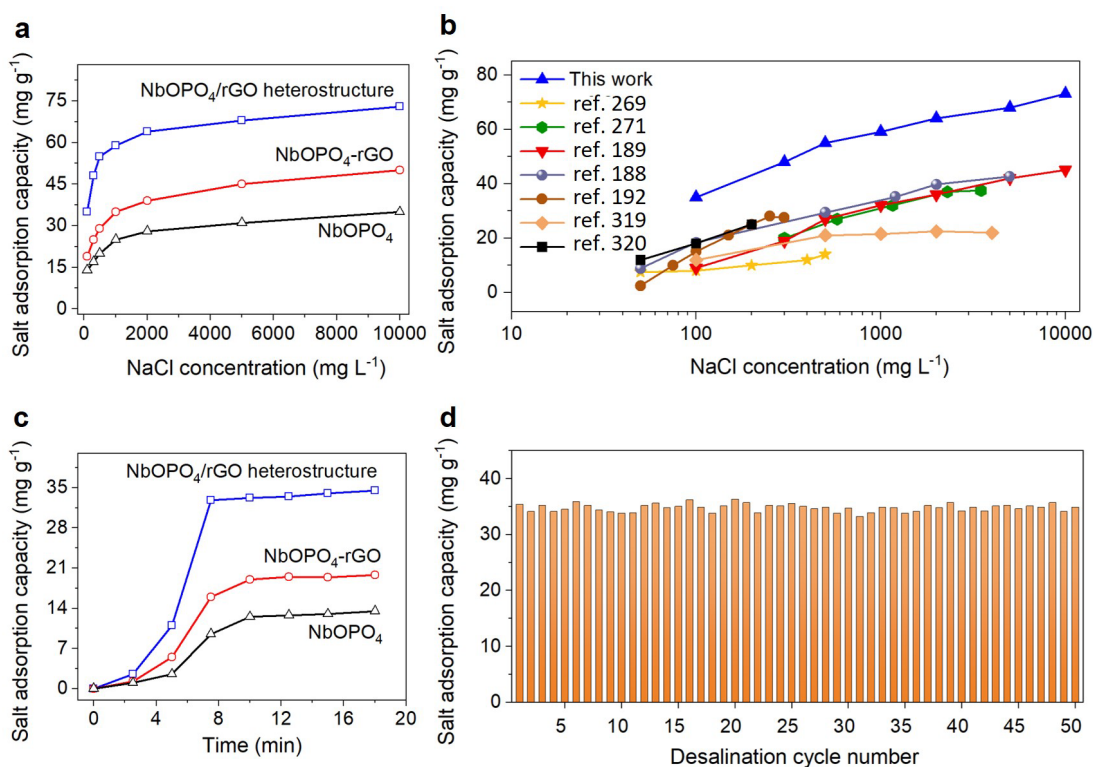 a
Salt adsorption capacity (mg g⁻¹)
75
60
45
30
15
0
NbOPO₄/rGO heterostructure
NbOPO₄-rGO
NbOPO₄
0 2000 4000 6000 8000 10000
NaCl concentration (mg L⁻¹)
b
Salt adsorption capacity (mg g⁻¹)
80
60
40
20
0
This work
ref. 269
ref. 271
ref. 189
ref. 188
ref. 192
ref. 319
ref. 320
10 100 1000 10000
NaCl concentration (mg L⁻¹)
c
Salt adsorption capacity (mg g⁻¹)
35
28
21
14
7
0
NbOPO₄/rGO heterostructure
NbOPO₄-rGO
NbOPO₄
0 4 8 12 16 20
Time (min)
d
Salt adsorption capacity (mg g⁻¹)
40
30
20
10
0
5 10 15 20 25 30 35 40 45 50
Desalination cycle number